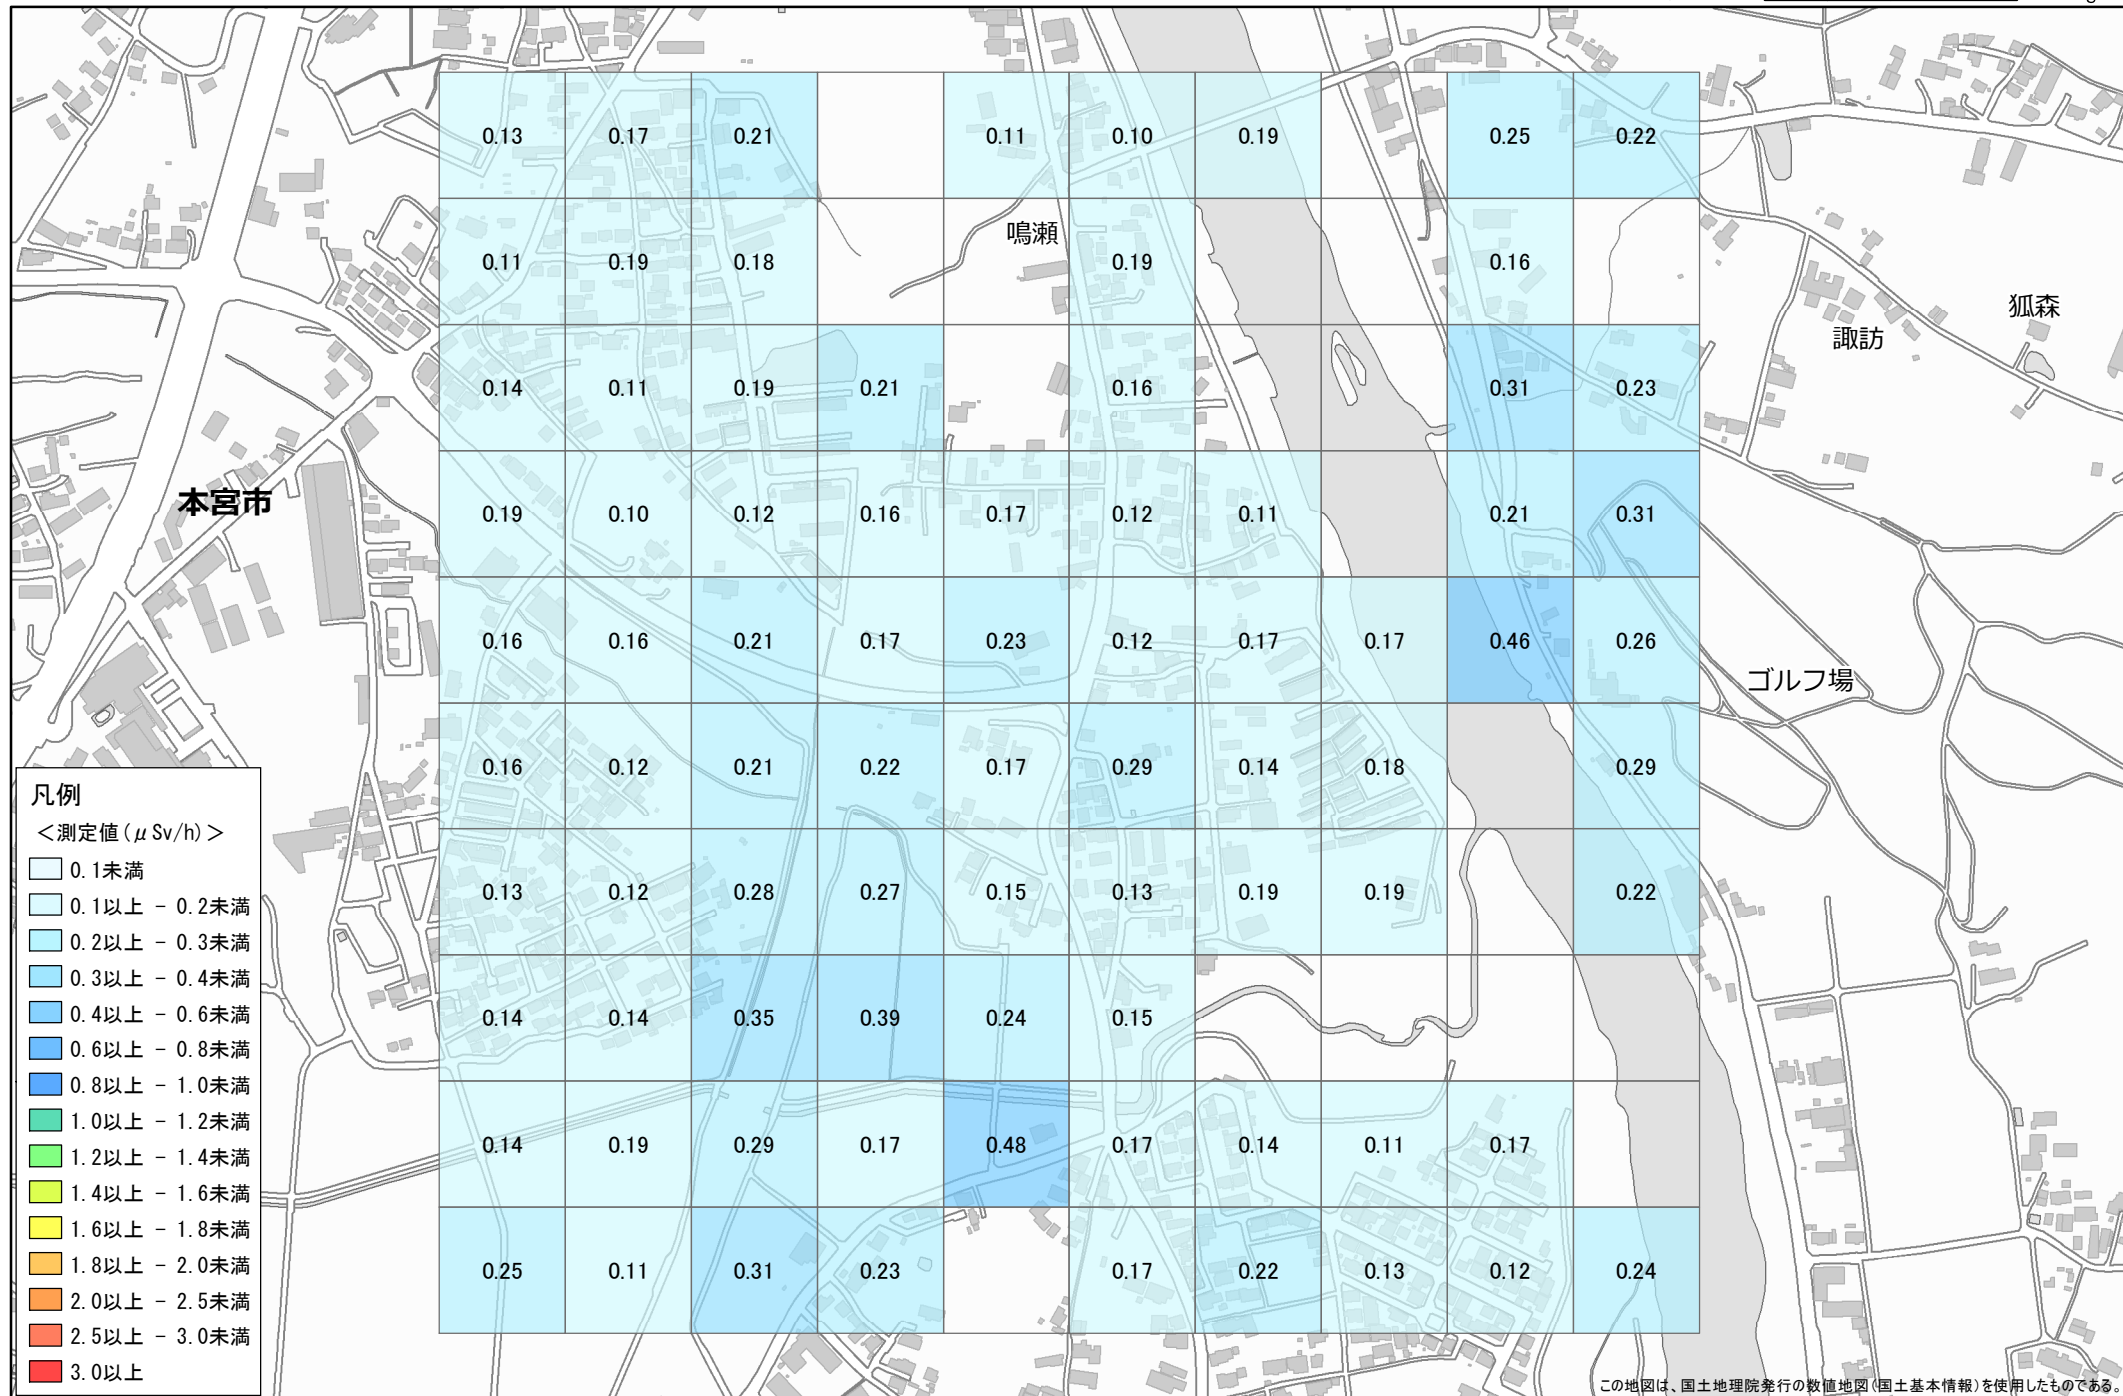 0.13 0.17 0.21 0.11 0.10 0.19 0.25 0.22
鳴瀬
0.11 0.19 0.18 0.19 0.16
狐森
諏訪
0.14 0.11 0.19 0.21 0.16 0.31 0.23
本宮市
0.19 0.10 0.12 0.16 0.17 0.12 0.11 0.21 0.31
0.16 0.16 0.21 0.17 0.23 0.12 0.17 0.17 0.46 0.26
ゴルフ場
0.16 0.12 0.21 0.22 0.17 0.29 0.14 0.18 0.29
0.13 0.12 0.28 0.27 0.15 0.13 0.19 0.19 0.22
0.14 0.14 0.35 0.39 0.24 0.15
0.14 0.19 0.29 0.17 0.48 0.17 0.14 0.11 0.17
0.25 0.11 0.31 0.23 0.17 0.22 0.13 0.12 0.24
凡例
＜測定値(μSv/h)＞
0.1未満
0.1以上 － 0.2未満
0.2以上 － 0.3未満
0.3以上 － 0.4未満
0.4以上 － 0.6未満
0.6以上 － 0.8未満
0.8以上 － 1.0未満
1.0以上 － 1.2未満
1.2以上 － 1.4未満
1.4以上 － 1.6未満
1.6以上 － 1.8未満
1.8以上 － 2.0未満
2.0以上 － 2.5未満
2.5以上 － 3.0未満
3.0以上
この地図は、国土地理院発行の数値地図(国土基本情報)を使用したものである。